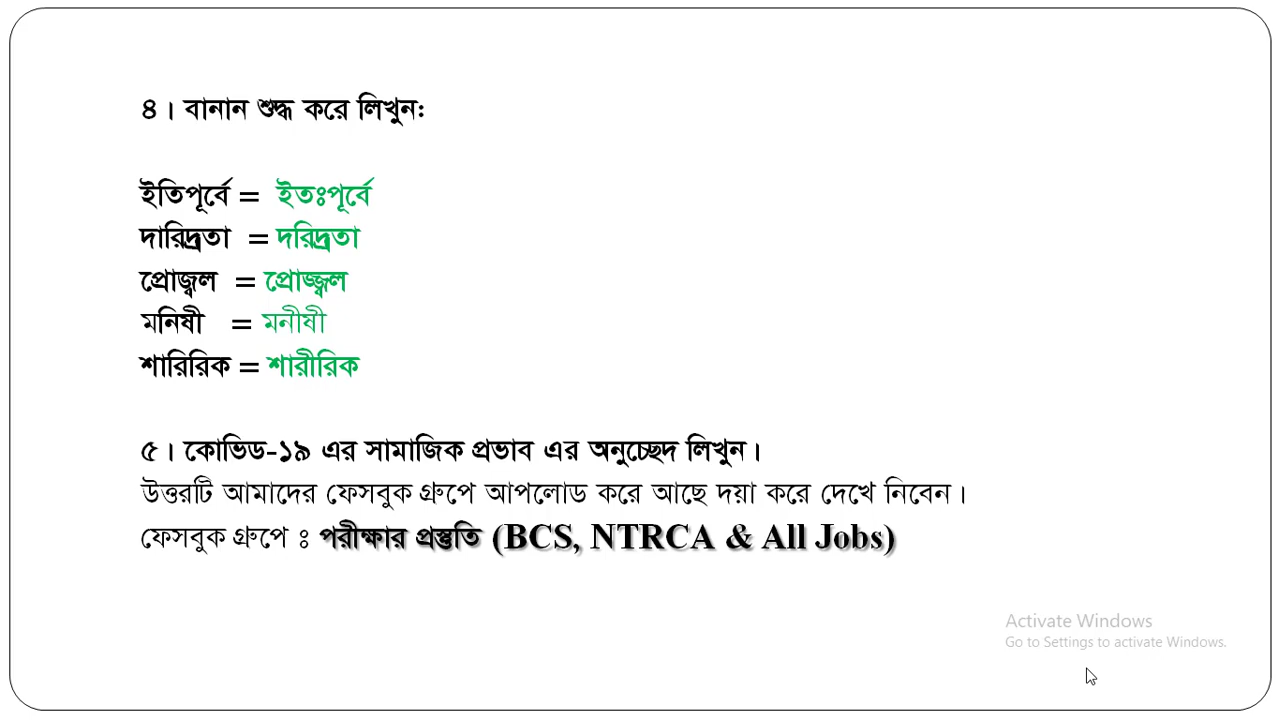 ৪। বানান শুদ্ধ করে লিখুন:
ইতিপূর্বে = ইতঃপূর্বে
দারিদ্রতা = দরিদ্রতা
প্রোজ্বল = প্রোজ্জ্বল
মনিষী = মনীষী
শারিরিক = শারীরিক
৫। কোভিড-১৯ এর সামাজিক প্রভাব এর অনুচ্ছেদ লিখুন।
উত্তরটি আমাদের ফেসবুক গ্রুপে আপলোড করে আছে দয়া করে দেখে নিবেন।
ফেসবুক গ্রুপে ঃ পরীক্ষার প্রস্তুতি (BCS, NTRCA & All Jobs)
Activate Windows
Go to Settings to activate Windows.